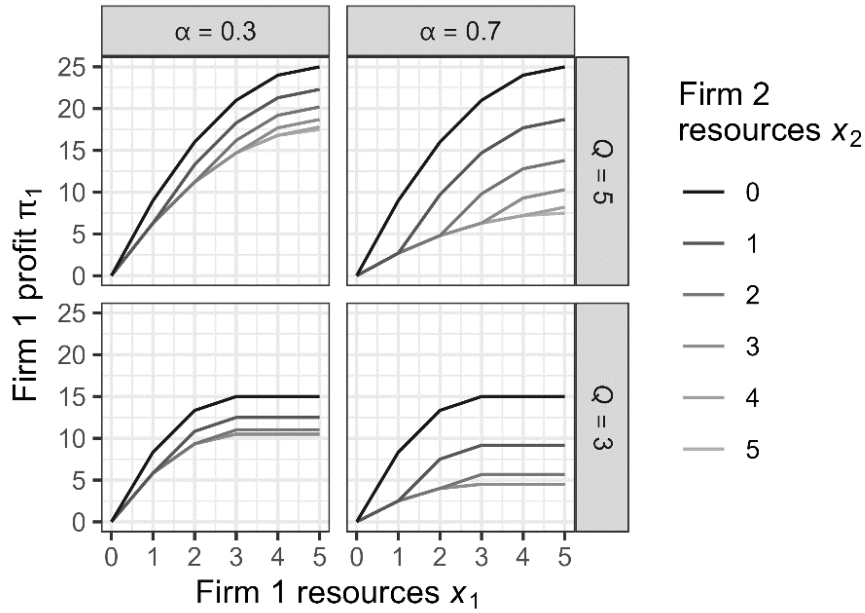 α = 0.3
α = 0.7
25
20
15
10
5
0
Q = 5
25
20
15
10
5
0
Q = 3
Firm 1 profit π₁
0 1 2 3 4 5
0 1 2 3 4 5
Firm 1 resources x₁
Firm 2
resources x₂
0
1
2
3
4
5